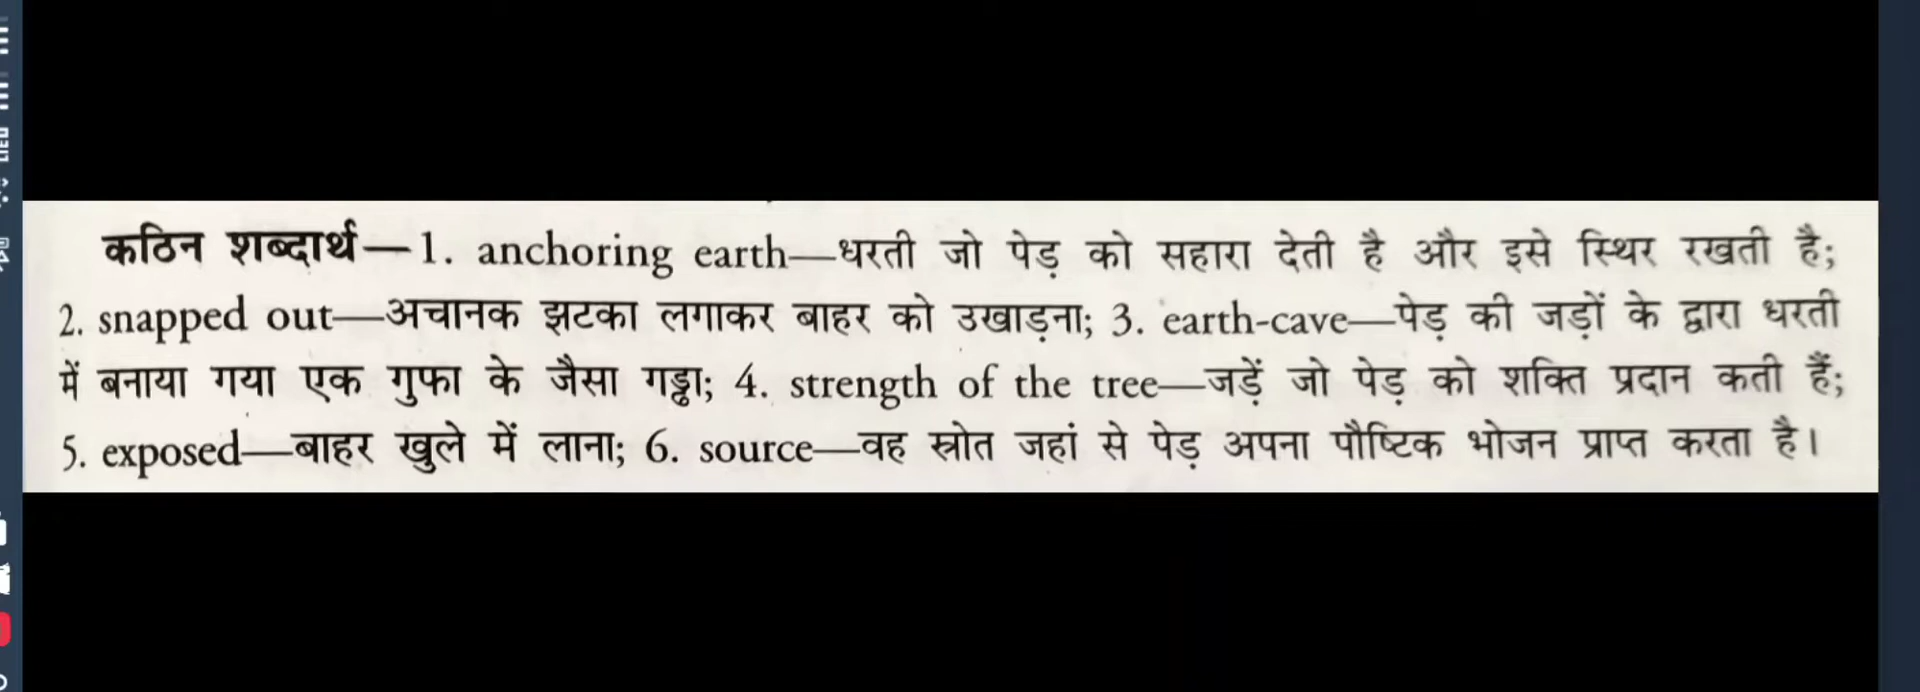 कठिन शब्दार्थ—1. anchoring earth—धरती जो पेड़ को सहारा देती है और इसे स्थिर रखती है;
2. snapped out—अचानक झटका लगाकर बाहर को उखाड़ना; 3. earth-cave—पेड़ की जड़ों के द्वारा धरती
में बनाया गया एक गुफा के जैसा गड्ढा; 4. strength of the tree—जड़ें जो पेड़ को शक्ति प्रदान कती हैं;
5. exposed—बाहर खुले में लाना; 6. source—वह स्रोत जहां से पेड़ अपना पौष्टिक भोजन प्राप्त करता है।